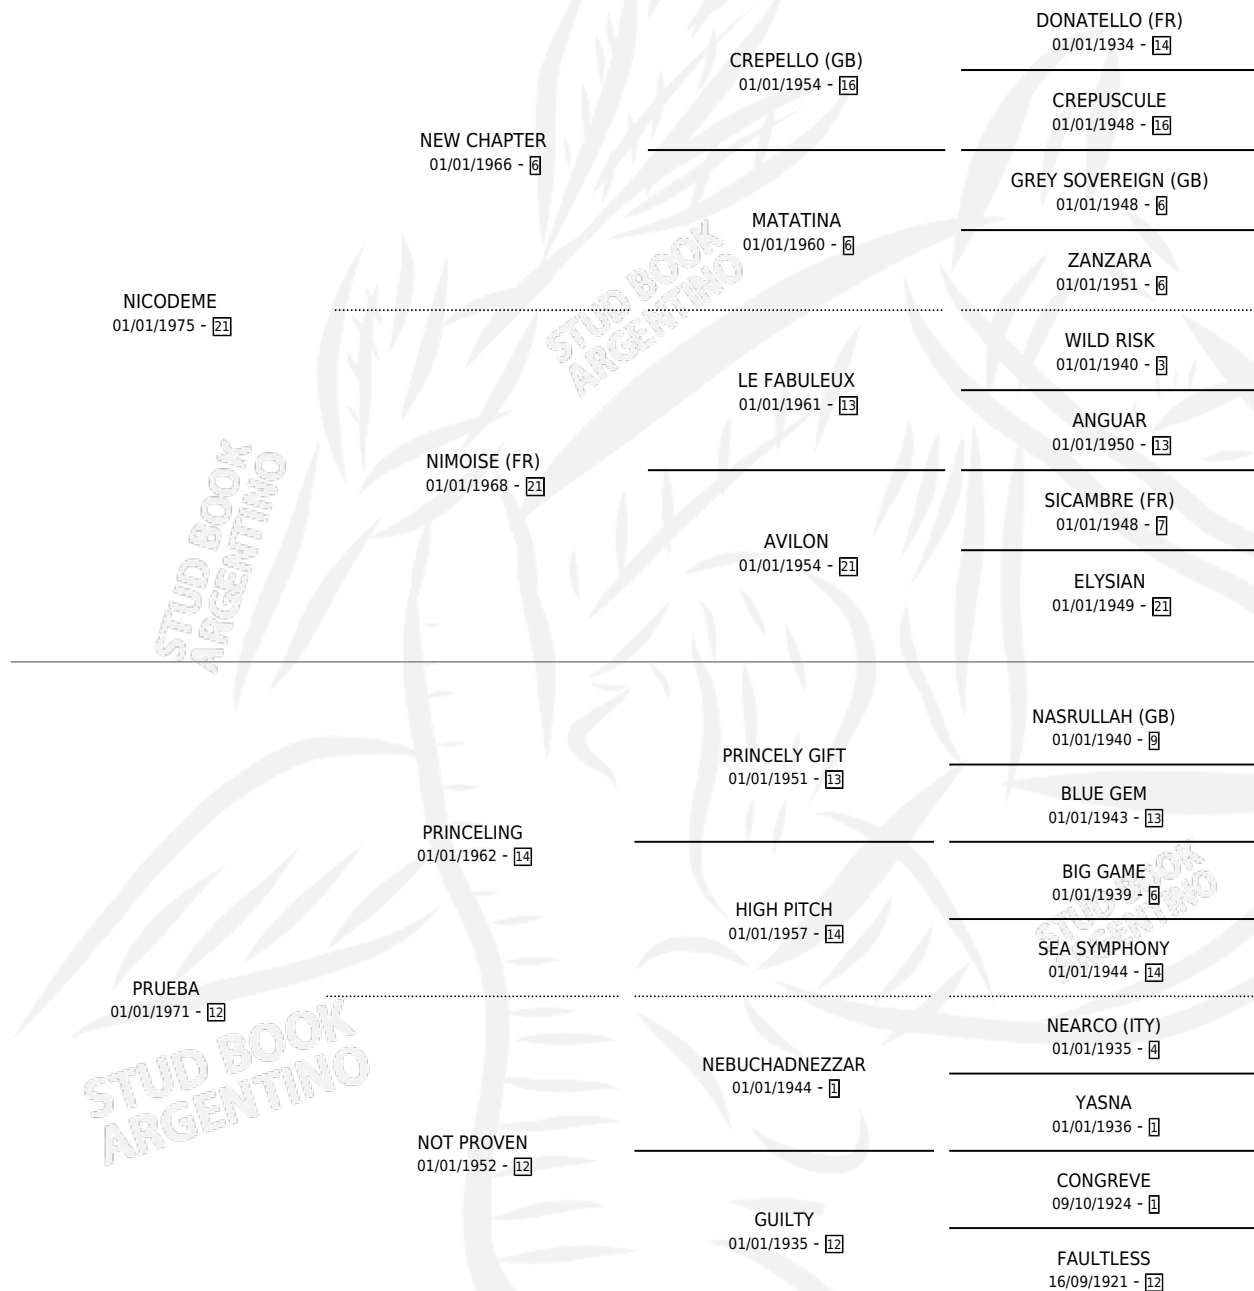 DONATELLO (FR)
01/01/1934 - 14
CREPELLO (GB)
01/01/1954 - 16
CREPUSCULE
01/01/1948 - 16
NEW CHAPTER
01/01/1966 - 6
GREY SOVEREIGN (GB)
01/01/1948 - 6
MATATINA
01/01/1960 - 6
ZANZARA
01/01/1951 - 6
NICODEME
01/01/1975 - 21
STUD BOOK
ARGENTINO
WILD RISK
01/01/1940 - 3
LE FABULEUX
01/01/1961 - 13
ANGUAR
01/01/1950 - 13
NIMOISE (FR)
01/01/1968 - 21
SICAMBRE (FR)
01/01/1948 - 7
AVILON
01/01/1954 - 21
ELYSIAN
01/01/1949 - 21
STUD BOOK
ARGENTINO
NASRULLAH (GB)
01/01/1940 - 9
PRINCELY GIFT
01/01/1951 - 13
BLUE GEM
01/01/1943 - 13
PRINCELING
01/01/1962 - 14
BIG GAME
01/01/1939 - 6
HIGH PITCH
01/01/1957 - 14
SEA SYMPHONY
01/01/1944 - 14
STUD BOOK
ARGENTINO
PRUEBA
01/01/1971 - 12
NEARCO (ITY)
01/01/1935 - 4
NEBUCHADNEZZAR
01/01/1944 - 1
YASNA
01/01/1936 - 1
STUD BOOK
ARGENTINO
NOT PROVEN
01/01/1952 - 12
CONGREVE
09/10/1924 - 1
GUILTY
01/01/1935 - 12
FAULTLESS
16/09/1921 - 12